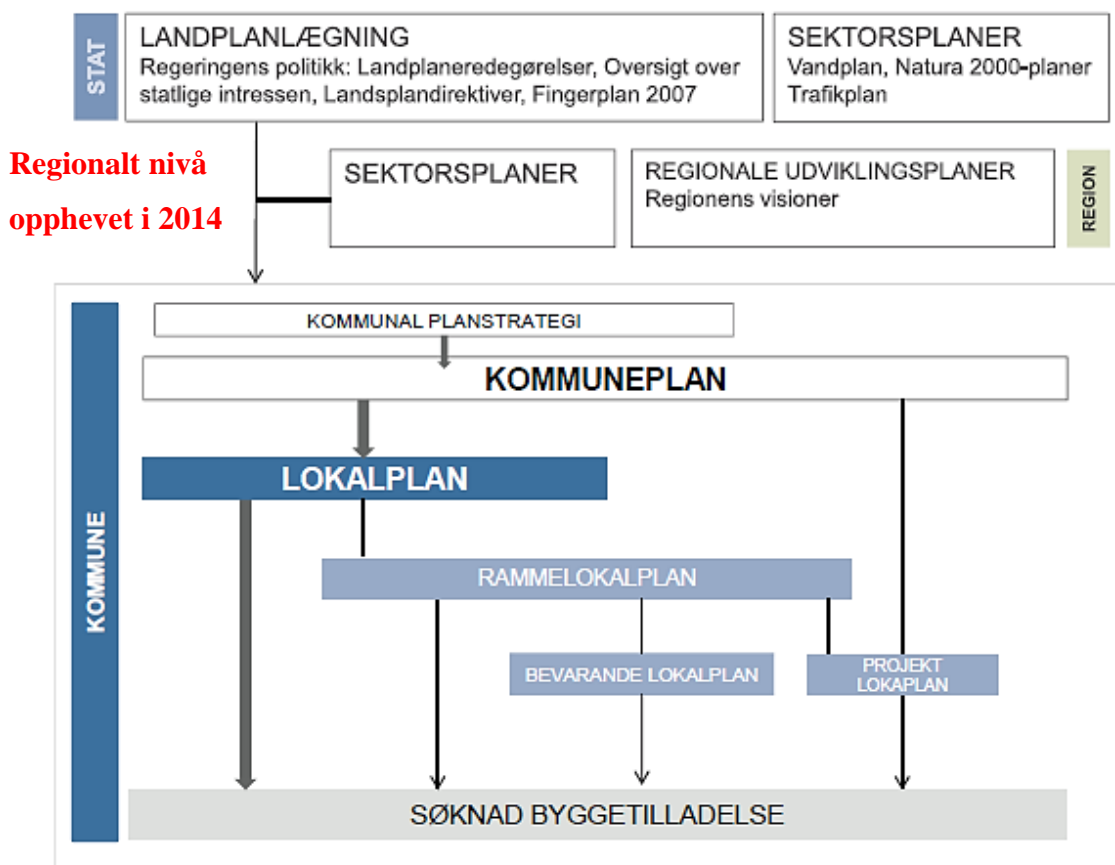 STAT
LANDPLANLÆGNING
Regeringens politikk: Landplaneredegørelser, Oversigt over
statlige intressen, Landsplandirektiver, Fingerplan 2007
SEKTORSPLANER
Vandplan, Natura 2000-planer
Trafikplan
Regionalt nivå
opphevet i 2014
SEKTORSPLANER
REGIONALE UDVIKLINGSPLANER
Regionens visioner
REGION
KOMMUNE
KOMMUNAL PLANSTRATEGI
KOMMUNEPLAN
LOKALPLAN
RAMMELOKALPLAN
BEVARANDE LOKALPLAN
PROJEKT
LOKAPLAN
SØKNAD BYGGETILLADELSE